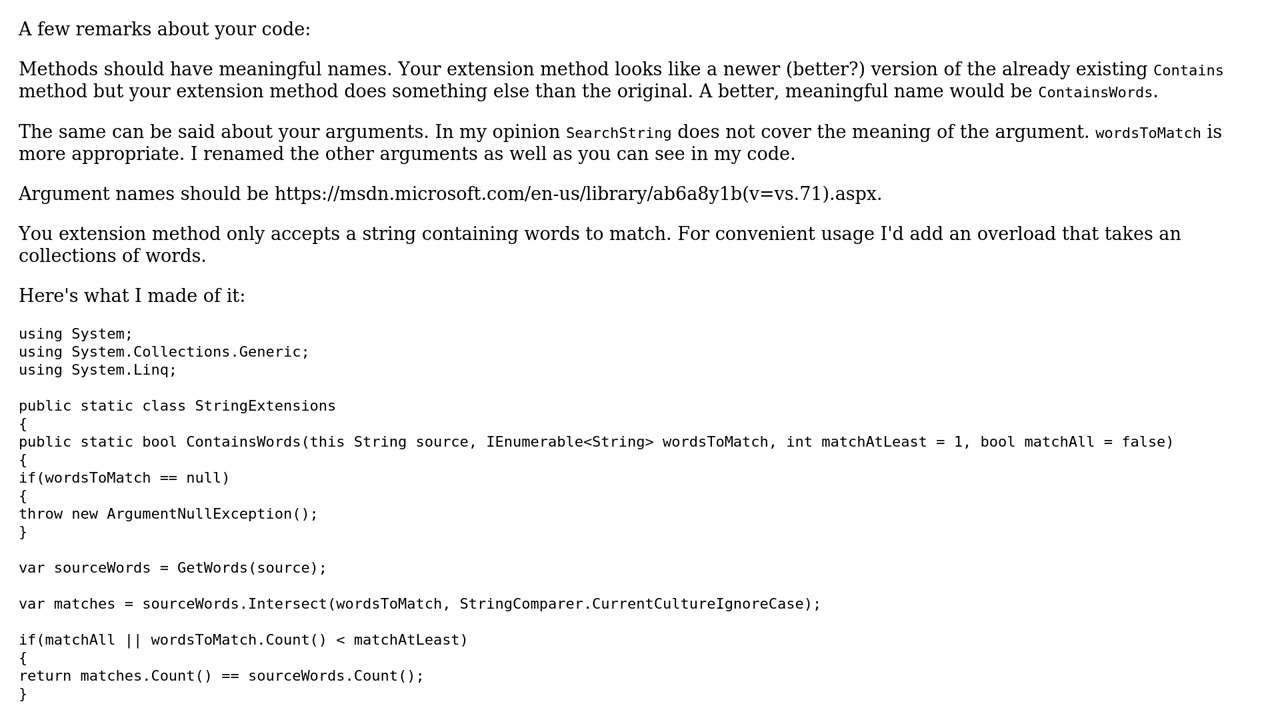 A few remarks about your code:
Methods should have meaningful names. Your extension method looks like a newer (better?) version of the already existing Contains
method but your extension method does something else than the original. A better, meaningful name would be ContainsWords.
The same can be said about your arguments. In my opinion SearchString does not cover the meaning of the argument. wordsToMatch is
more appropriate. I renamed the other arguments as well as you can see in my code.
Argument names should be https://msdn.microsoft.com/en-us/library/ab6a8y1b(v=vs.71).aspx.
You extension method only accepts a string containing words to match. For convenient usage I'd add an overload that takes an
collections of words.
Here's what I made of it:
using System;
using System.Collections.Generic;
using System.Linq;
public static class StringExtensions
{
public static bool ContainsWords(this String source, IEnumerable<String> wordsToMatch, int matchAtLeast = 1, bool matchAll = false)
{
if(wordsToMatch == null)
{
throw new ArgumentNullException();
}
var sourceWords = GetWords(source);
var matches = sourceWords.Intersect(wordsToMatch, StringComparer.CurrentCultureIgnoreCase);
if(matchAll || wordsToMatch.Count() < matchAtLeast)
{
return matches.Count() == sourceWords.Count();
}